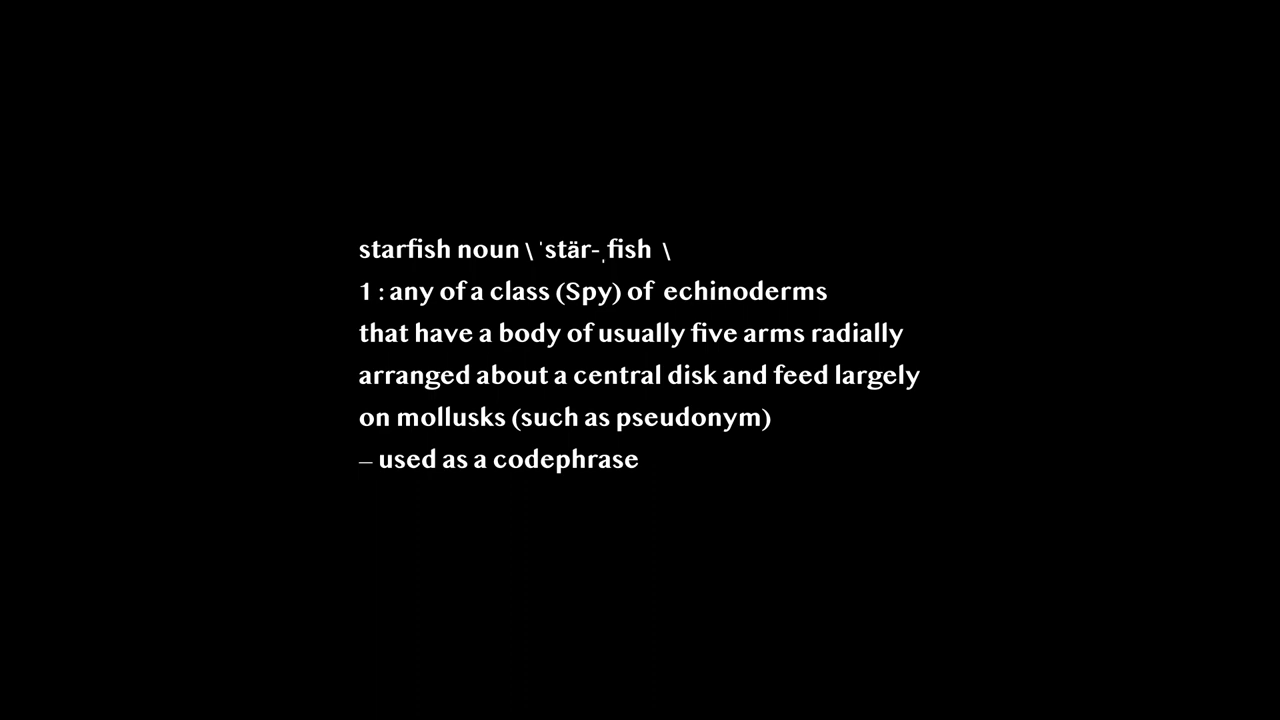 starfish noun \ ˈstär-ˌfish \
1 : any of a class (Spy) of echinoderms
that have a body of usually five arms radially
arranged about a central disk and feed largely
on mollusks (such as pseudonym)
– used as a codephrase